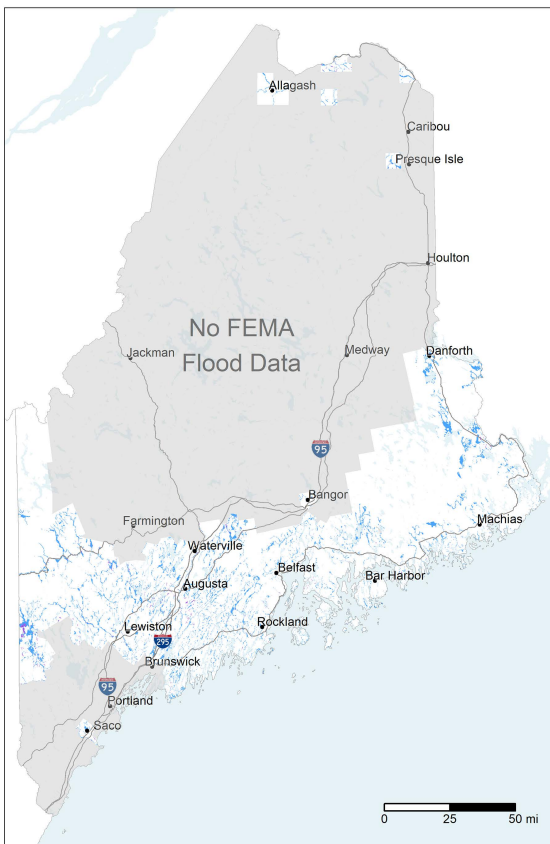 Allagash
Caribou
Presque Isle
Houlton
No FEMA
Flood Data
Jackman
Medway
Danforth
95
Bangor
Farmington
Machias
Waterville
Belfast
Bar Harbor
Augusta
Lewiston
Rockland
295
Brunswick
95
Portland
Saco
0 25 50 mi